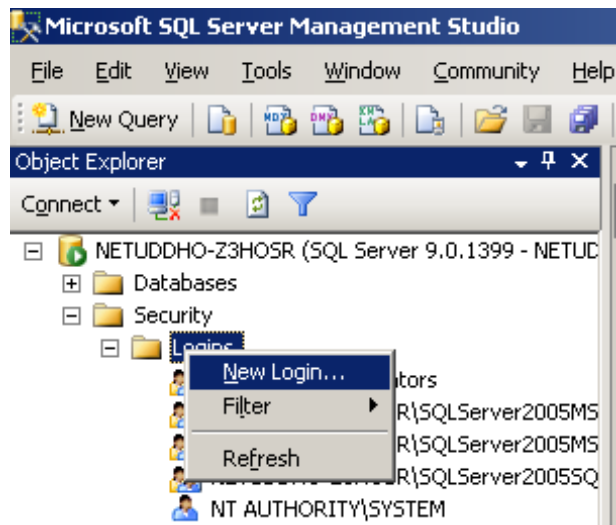 Microsoft SQL Server Management Studio
File Edit View Tools Window Community Help
New Query
Object Explorer
Connect
NETUDDHO-Z3HOSR (SQL Server 9.0.1399 - NETUD
Databases
Security
Logins
New Login...
Filter
Refresh
tors
R\SQLServer2005MS
R\SQLServer2005MS
R\SQLServer2005SQ
NT AUTHORITY\SYSTEM